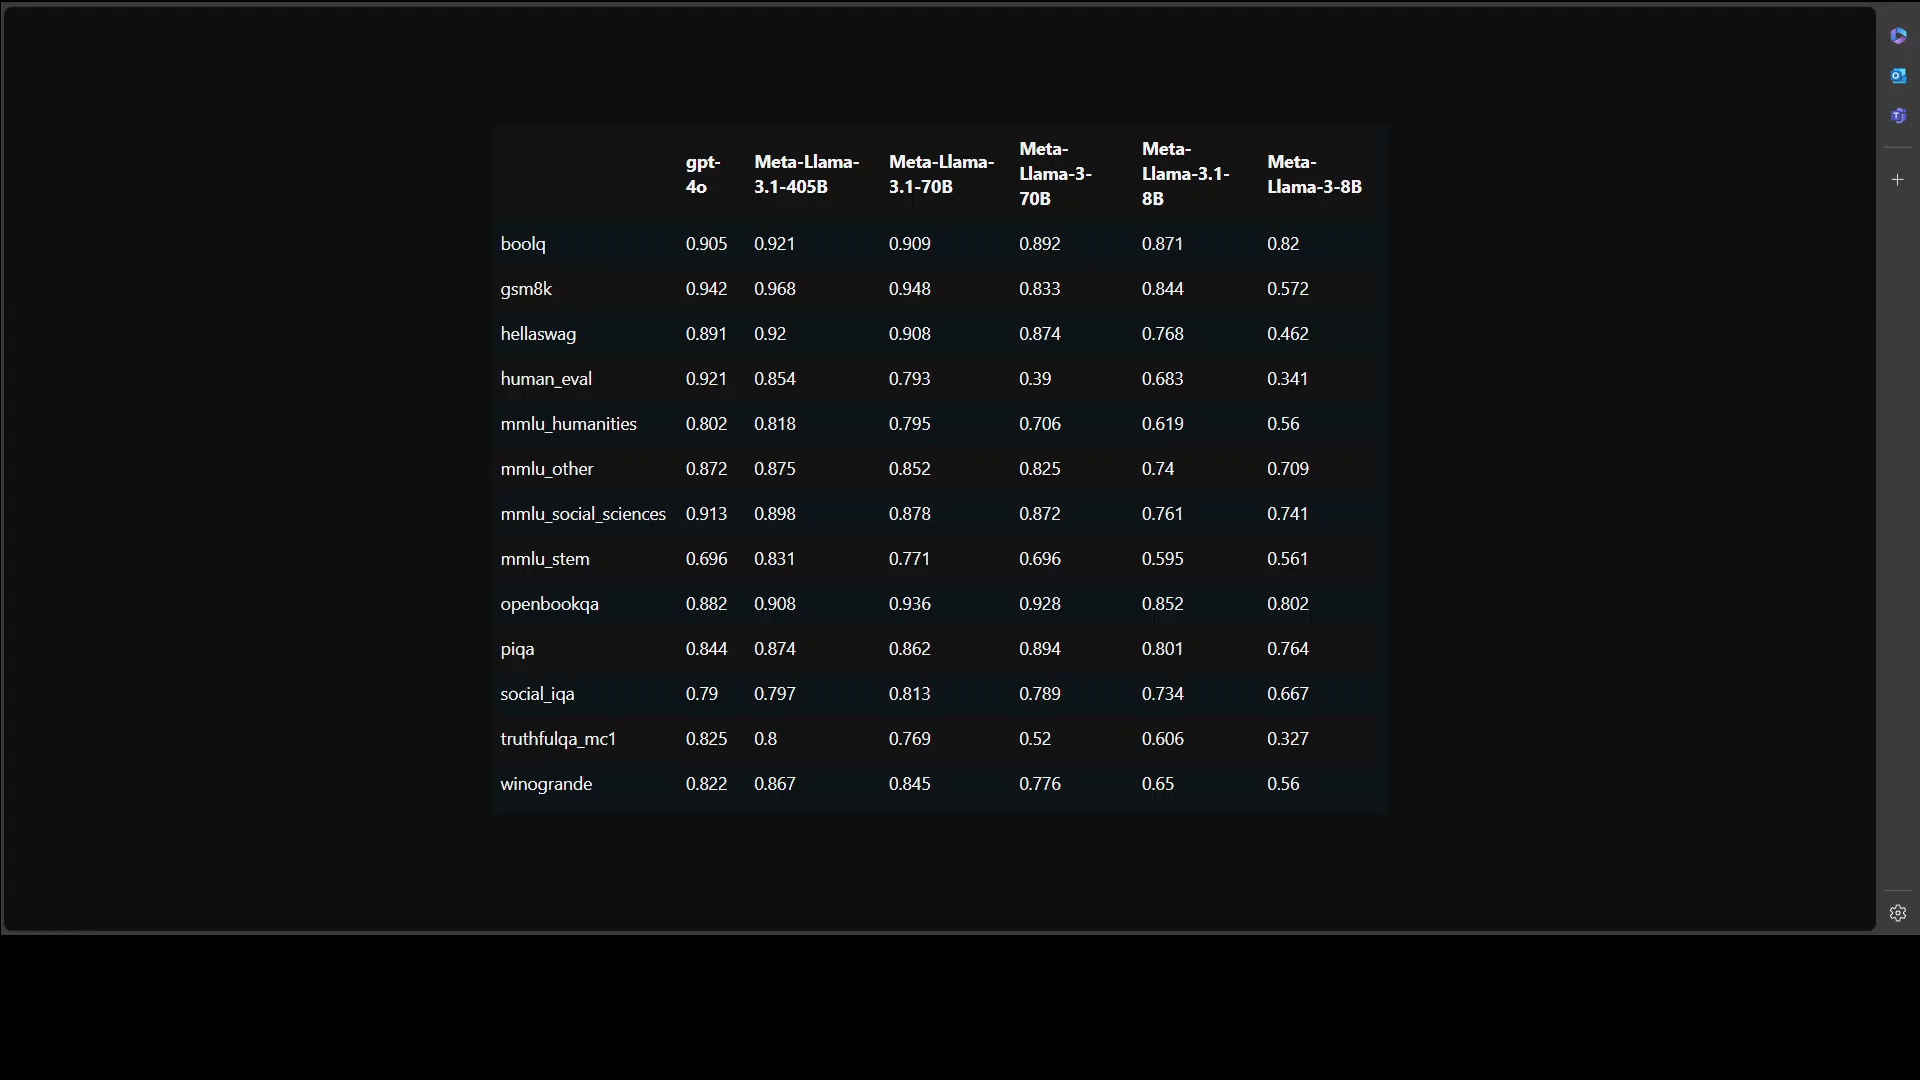 gpt-4o Meta-Llama-3.1-405B Meta-Llama-3.1-70B Meta-Llama-3-70B Meta-Llama-3.1-8B Meta-Llama-3-8B
boolq 0.905 0.921 0.909 0.892 0.871 0.82
gsm8k 0.942 0.968 0.948 0.833 0.844 0.572
hellaswag 0.891 0.92 0.908 0.874 0.768 0.462
human_eval 0.921 0.854 0.793 0.39 0.683 0.341
mmlu_humanities 0.802 0.818 0.795 0.706 0.619 0.56
mmlu_other 0.872 0.875 0.852 0.825 0.74 0.709
mmlu_social_sciences 0.913 0.898 0.878 0.872 0.761 0.741
mmlu_stem 0.696 0.831 0.771 0.696 0.595 0.561
openbookqa 0.882 0.908 0.936 0.928 0.852 0.802
piqa 0.844 0.874 0.862 0.894 0.801 0.764
social_iqa 0.79 0.797 0.813 0.789 0.734 0.667
truthfulqa_mc1 0.825 0.8 0.769 0.52 0.606 0.327
winogrande 0.822 0.867 0.845 0.776 0.65 0.56